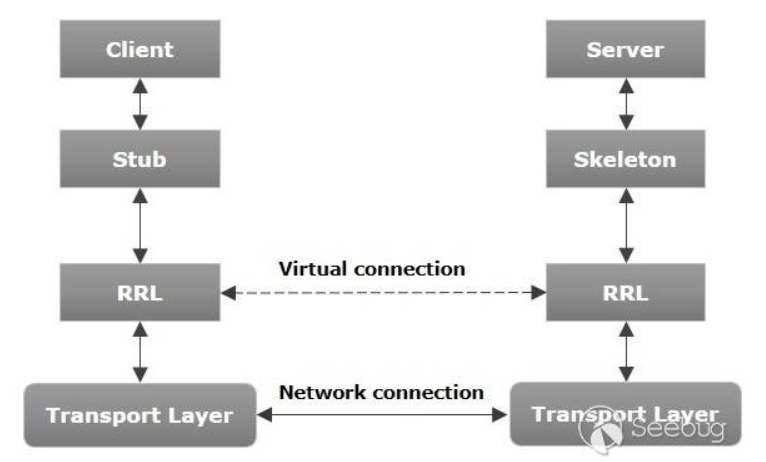 Client
Server
Stub
Skeleton
Virtual connection
RRL
RRL
Network connection
Transport Layer
Transport Layer
Seebug